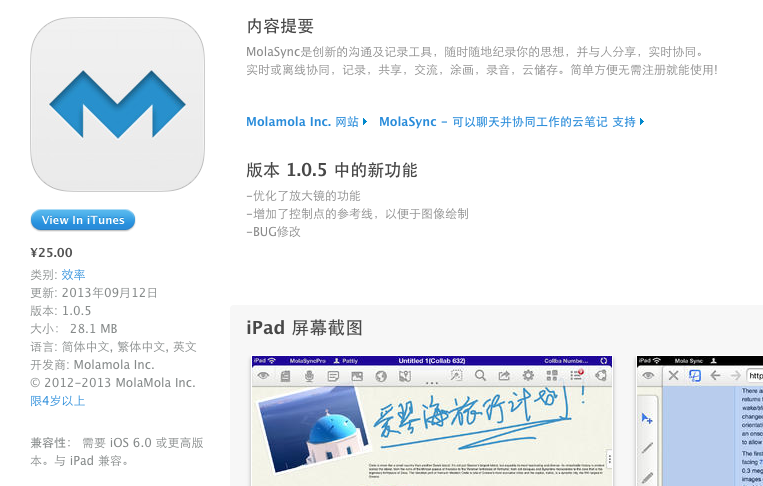 内容提要
MolaSync是创新的沟通及记录工具，随时随地纪录你的思想，并与人分享，实时协同。
实时或离线协同，记录，共享，交流，涂画，录音，云储存。简单方便无需注册就能使用!
Molamola Inc. 网站
MolaSync - 可以聊天并协同工作的云笔记 支持
版本 1.0.5 中的新功能
-优化了放大镜的功能
-增加了控制点的参考线，以便于图像绘制
-BUG修改
View In iTunes
¥25.00
类别: 效率
更新: 2013年09月12日
版本: 1.0.5
大小: 28.1 MB
语言: 简体中文, 繁体中文, 英文
开发商: Molamola Inc.
© 2012-2013 MolaMola Inc.
限4岁以上
兼容性: 需要 iOS 6.0 或更高版
本。与 iPad 兼容。
iPad 屏幕截图
iPad MolaSyncPro Pattly Untitled 1(Collab 632) Collba Numbe...
爱琴海旅行计划!
iPad Mola Sync
http
There a
returns
wake/bl
change
orientati
an enso
to allow
The first
facing 7
0.3 meg
images